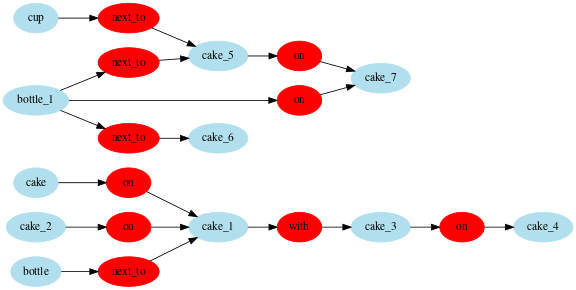 cup next_to
next_to cake_5 on
cake_7
bottle_1 on
next_to cake_6
cake on
cake_2 on cake_1 with cake_3 on cake_4
bottle next_to